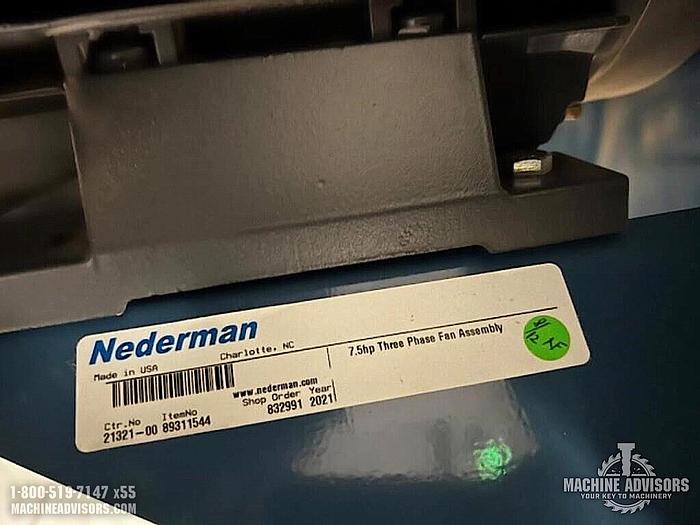 Nederman
Charlotte, NC
Made in USA
7.5hp Three Phase Fan Assembly
www.nederman.com
Ctr.No ItemNo Shop Order Year
21321-00 89311544 832991 2021
1-800-519-7147 x55
MACHINEADVISORS.COM
MACHINE ADVISORS
YOUR KEY TO MACHINERY